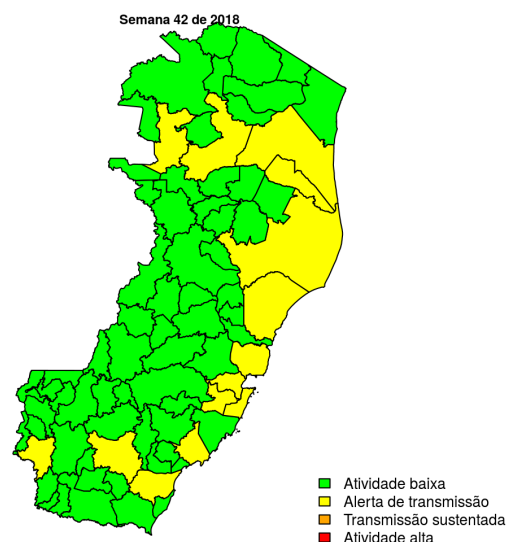 Semana 42 de 2018
Atividade baixa
Alerta de transmissão
Transmissão sustentada
Atividade alta